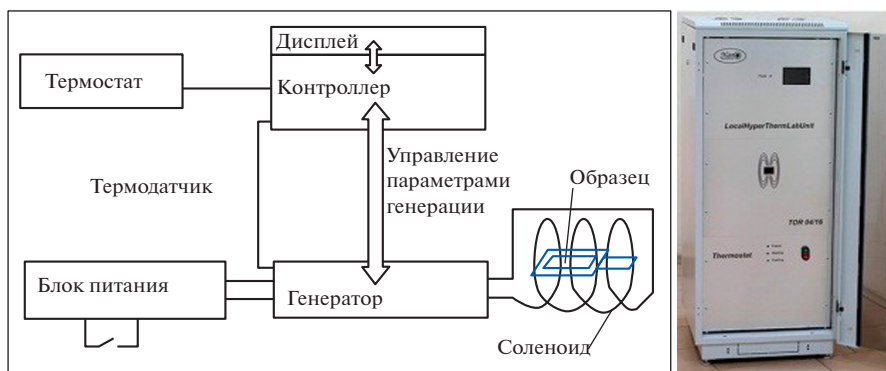 Дисплей
Термостат
Контроллер
Термодатчик
Управление
параметрами
генерации
Образец
Блок питания
Генератор
Соленоид
LocalHyperThermLabUnit
TOR 04/16
Thermostat